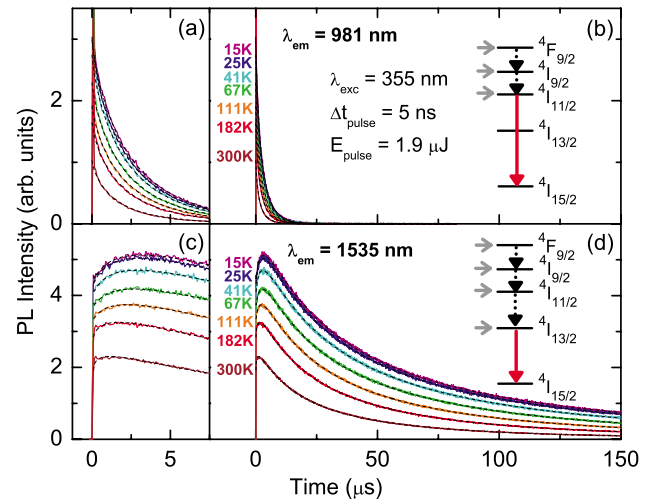 (a)
λem = 981 nm
(b)
15K
25K
41K
67K
111K
182K
300K
λexc = 355 nm
Δtpulse = 5 ns
Epulse = 1.9 μJ
4F9/2
4I9/2
4I11/2
4I13/2
4I15/2
2
0
(c)
λem = 1535 nm
(d)
15K
25K
41K
67K
111K
182K
300K
4F9/2
4I9/2
4I11/2
4I13/2
4I15/2
4
2
0
PL Intensity (arb. units)
0 5 0 50 100 150
Time (μs)